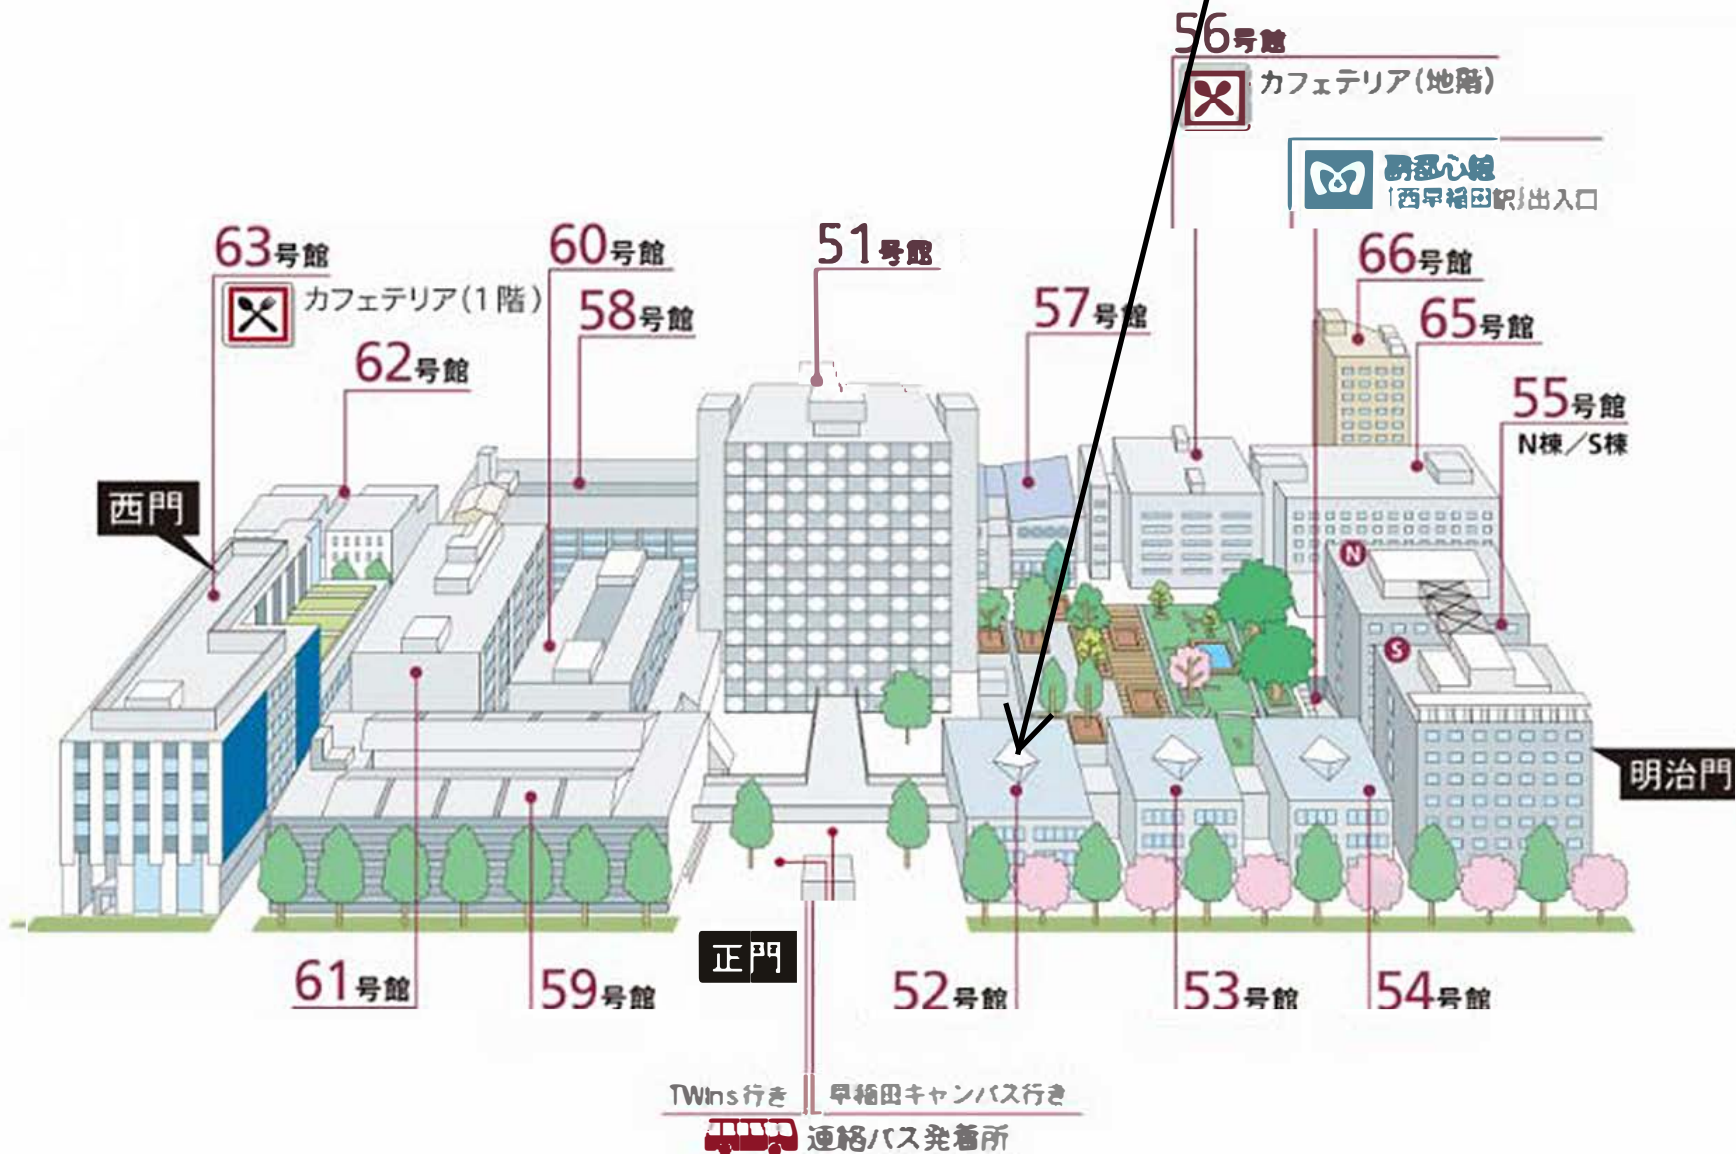 56号館
カフェテリア(地階)
副都心線
「西早稲田駅」出入口
63号館
カフェテリア(1階)
60号館
51号館
66号館
58号館
57号館
65号館
62号館
55号館
N棟/S棟
西門
N
S
明治門
正門
61号館
59号館
52号館
53号館
54号館
TWIns行き
早稲田キャンパス行き
連絡バス発着所